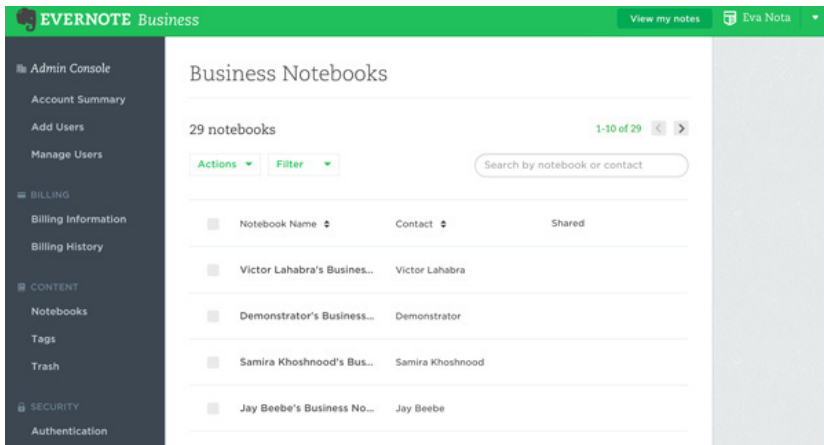 EVERNOTE Business
View my notes
Eva Nota
Admin Console
Account Summary
Add Users
Manage Users
BILLING
Billing Information
Billing History
CONTENT
Notebooks
Tags
Trash
SECURITY
Authentication
Business Notebooks
29 notebooks
1-10 of 29
Actions
Filter
Search by notebook or contact
Notebook Name Contact Shared
Victor Lahabra's Busines... Victor Lahabra
Demonstrator's Business... Demonstrator
Samira Khoshnood's Bus... Samira Khoshnood
Jay Beebe's Business No... Jay Beebe